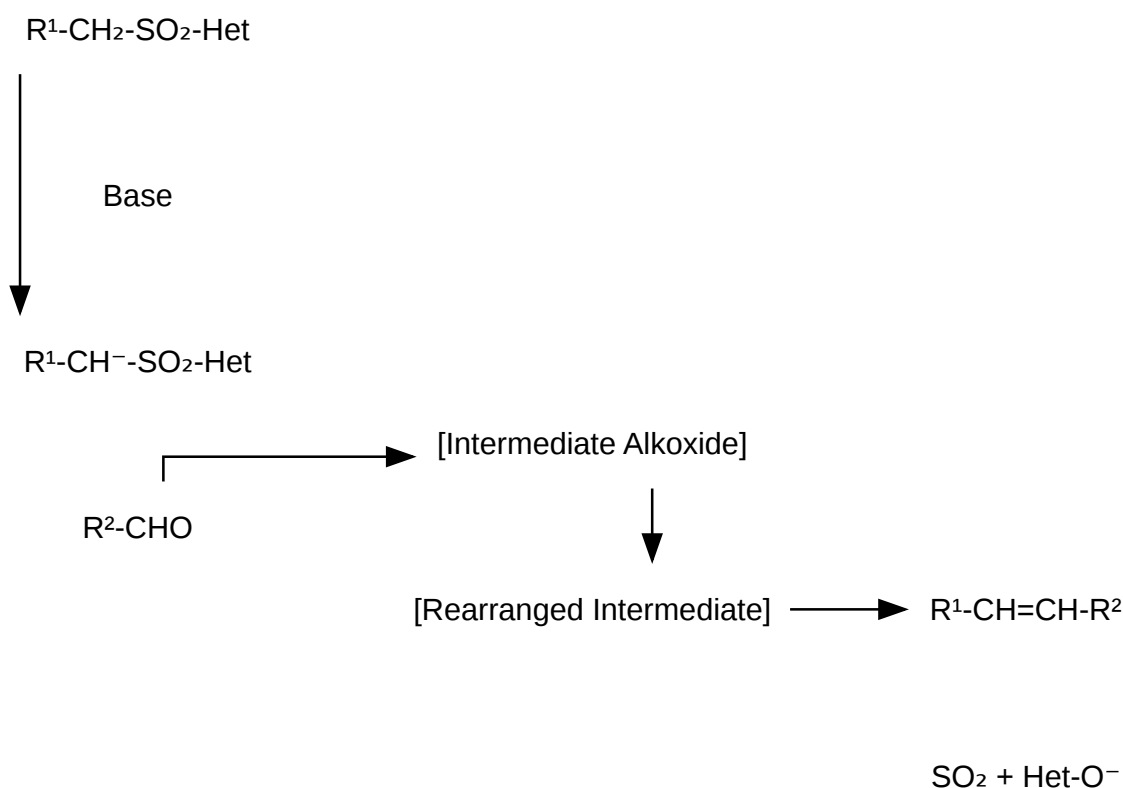 R¹-CH₂-SO₂-Het
Base
R¹-CH⁻-SO₂-Het
[Intermediate Alkoxide]
R²-CHO
[Rearranged Intermediate]
R¹-CH=CH-R²
SO₂ + Het-O⁻